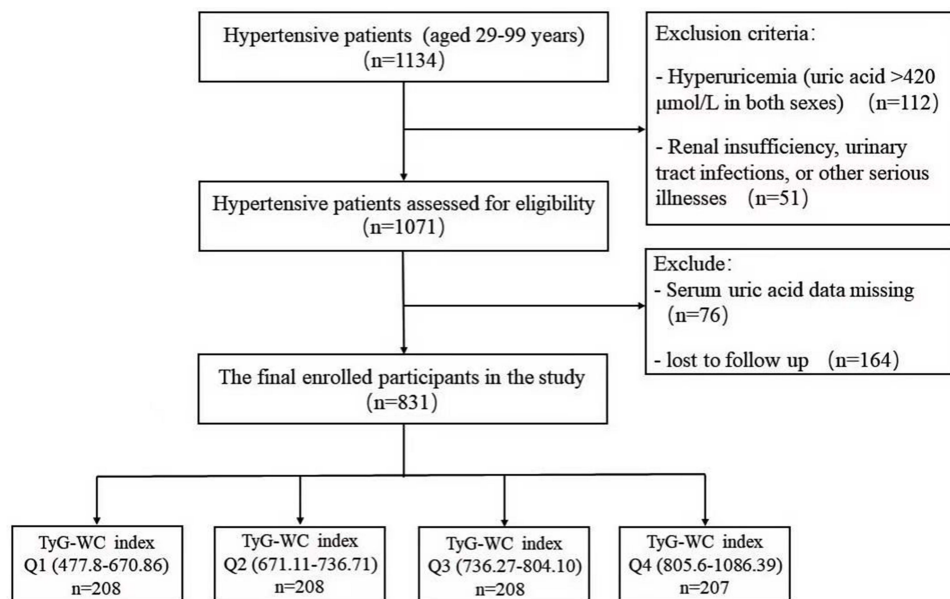 Hypertensive patients (aged 29-99 years)
(n=1134)
Exclusion criteria:
- Hyperuricemia (uric acid >420
μmol/L in both sexes) (n=112)
- Renal insufficiency, urinary
tract infections, or other serious
illnesses (n=51)
Hypertensive patients assessed for eligibility
(n=1071)
Exclude:
- Serum uric acid data missing
(n=76)
- lost to follow up (n=164)
The final enrolled participants in the study
(n=831)
TyG-WC index
Q1 (477.8-670.86)
n=208
TyG-WC index
Q2 (671.11-736.71)
n=208
TyG-WC index
Q3 (736.27-804.10)
n=208
TyG-WC index
Q4 (805.6-1086.39)
n=207